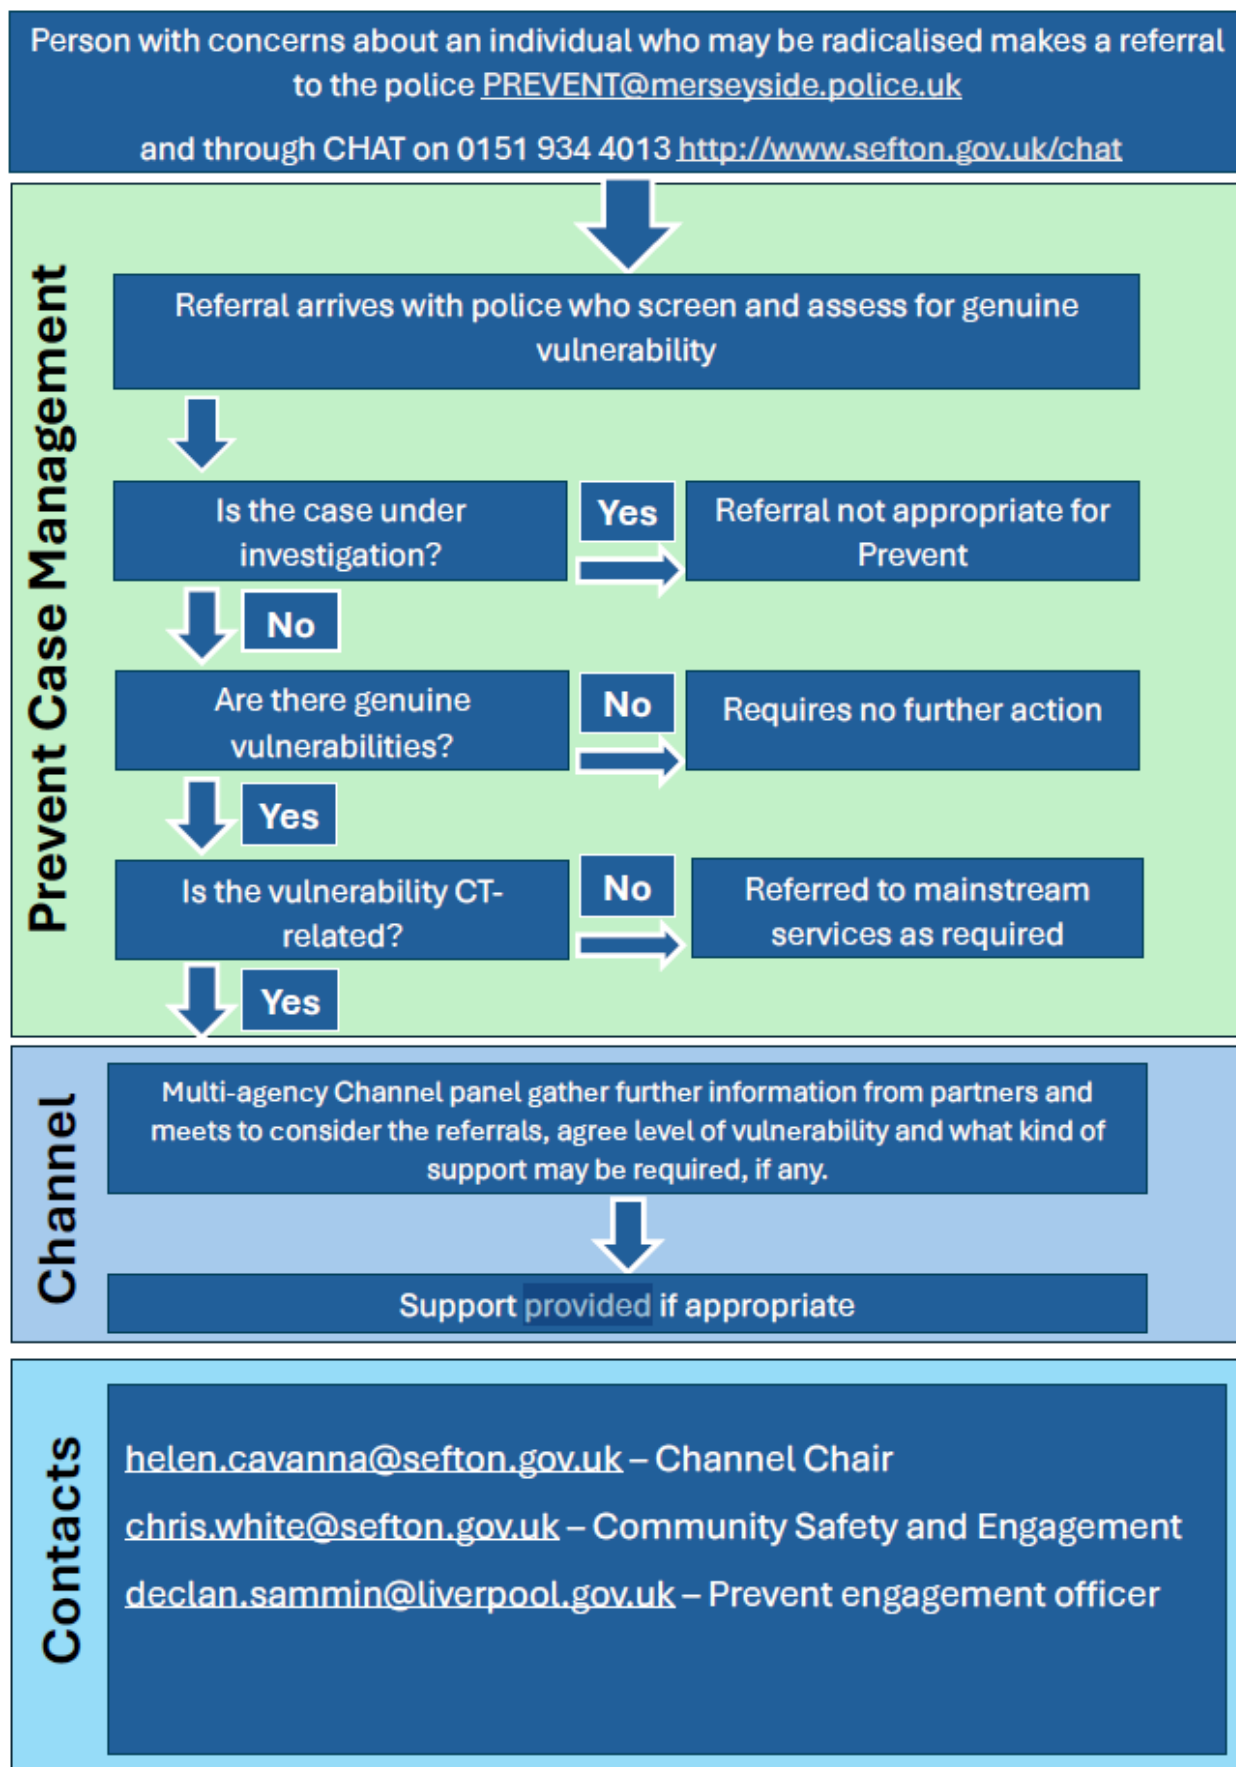 Person with concerns about an individual who may be radicalised makes a referral
to the police PREVENT@merseyside.police.uk
and through CHAT on 0151 934 4013 http://www.sefton.gov.uk/chat
Prevent Case Management
Referral arrives with police who screen and assess for genuine
vulnerability
Is the case under
investigation?
Yes
Referral not appropriate for
Prevent
No
Are there genuine
vulnerabilities?
No
Requires no further action
Yes
Is the vulnerability CT-
related?
No
Referred to mainstream
services as required
Yes
Channel
Multi-agency Channel panel gather further information from partners and
meets to consider the referrals, agree level of vulnerability and what kind of
support may be required, if any.
Support provided if appropriate
Contacts
helen.cavanna@sefton.gov.uk – Channel Chair
chris.white@sefton.gov.uk – Community Safety and Engagement
declan.sammin@liverpool.gov.uk – Prevent engagement officer